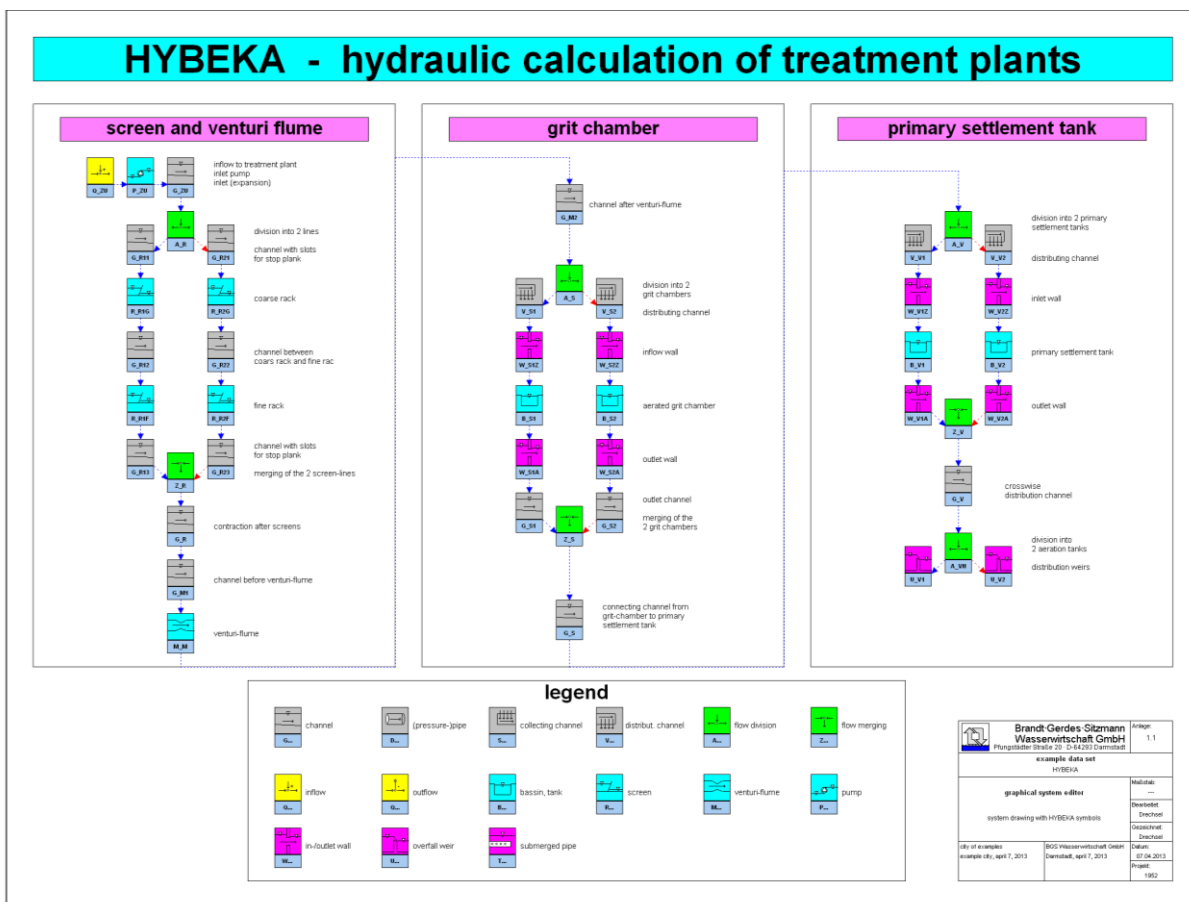 HYBEKA - hydraulic calculation of treatment plants
screen and venturi flume
Q_ZU
P_ZU
G_ZU
inflow to treatment plant
inlet pump
inlet (expansion)
A_R
division into 2 lines
G_R11
G_R21
channel with slots
for stop plank
R_R1G
R_R2G
coarse rack
G_R12
G_R22
channel between
coars rack and fine rac
R_R1F
R_R2F
fine rack
G_R13
G_R23
channel with slots
for stop plank
Z_R
merging of the 2 screen-lines
G_R
contraction after screens
G_M1
channel before venturi-flume
M_M
venturi-flume
grit chamber
G_M2
channel after venturi-flume
A_S
division into 2
grit chambers
V_S1
V_S2
distributing channel
W_S1Z
W_S2Z
inflow wall
B_S1
B_S2
aerated grit chamber
W_S1A
W_S2A
outlet wall
G_S1
G_S2
outlet channel
Z_S
merging of the
2 grit chambers
G_S
connecting channel from
grit-chamber to primary
settlement tank
primary settlement tank
A_V
division into 2 primary
settlement tanks
V_V1
V_V2
distributing channel
W_V1Z
W_V2Z
inlet wall
B_V1
B_V2
primary settlement tank
W_V1A
W_V2A
outlet wall
Z_V
G_V
crosswise
distribution channel
A_VB
division into
2 aeration tanks
U_V1
U_V2
distribution weirs
legend
G...
channel
D...
(pressure-)pipe
S...
collecting channel
V...
distribut. channel
A...
flow division
Z...
flow merging
Q...
inflow
O...
outflow
B...
bassin, tank
R...
screen
M...
venturi-flume
P...
pump
W...
in-/outlet wall
U...
overfall weir
T...
submerged pipe
Brandt·Gerdes·Sitzmann
Wasserwirtschaft GmbH
Pfungstädter Straße 20 · D-64293 Darmstadt
Anlage:
1.1
example data set
HYBEKA
graphical system editor
system drawing with HYBEKA symbols
Maßstab:
---
Bearbeitet:
Drechsel
Gezeichnet:
Drechsel
city of examples
example city, april 7, 2013
BGS Wasserwirtschaft GmbH
Darmstadt, april 7, 2013
Datum:
07.04.2013
Projekt:
1952